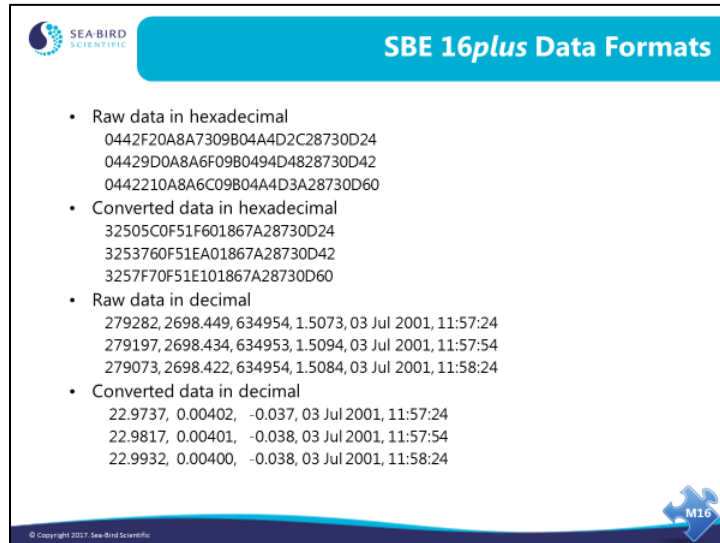 SEA·BIRD
SCIENTIFIC
SBE 16plus Data Formats
• Raw data in hexadecimal
0442F20A8A7309B04A4D2C28730D24
04429D0A8A6F09B0494D4828730D42
0442210A8A6C09B04A4D3A28730D60
• Converted data in hexadecimal
32505C0F51F601867A28730D24
3253760F51EA01867A28730D42
3257F70F51E101867A28730D60
• Raw data in decimal
279282, 2698.449, 634954, 1.5073, 03 Jul 2001, 11:57:24
279197, 2698.434, 634953, 1.5094, 03 Jul 2001, 11:57:54
279073, 2698.422, 634954, 1.5084, 03 Jul 2001, 11:58:24
• Converted data in decimal
22.9737, 0.00402, -0.037, 03 Jul 2001, 11:57:24
22.9817, 0.00401, -0.038, 03 Jul 2001, 11:57:54
22.9932, 0.00400, -0.038, 03 Jul 2001, 11:58:24
M16
© Copyright 2017. Sea-Bird Scientific